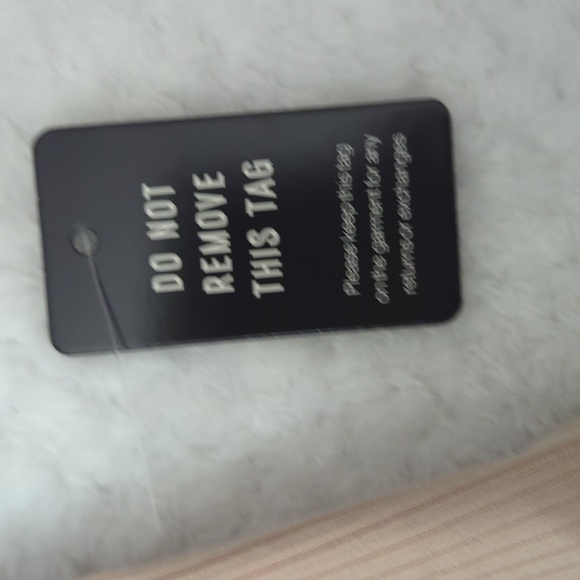 DO NOT
REMOVE
THIS TAG
Please keep this tag
on the garment for any
returns or exchanges